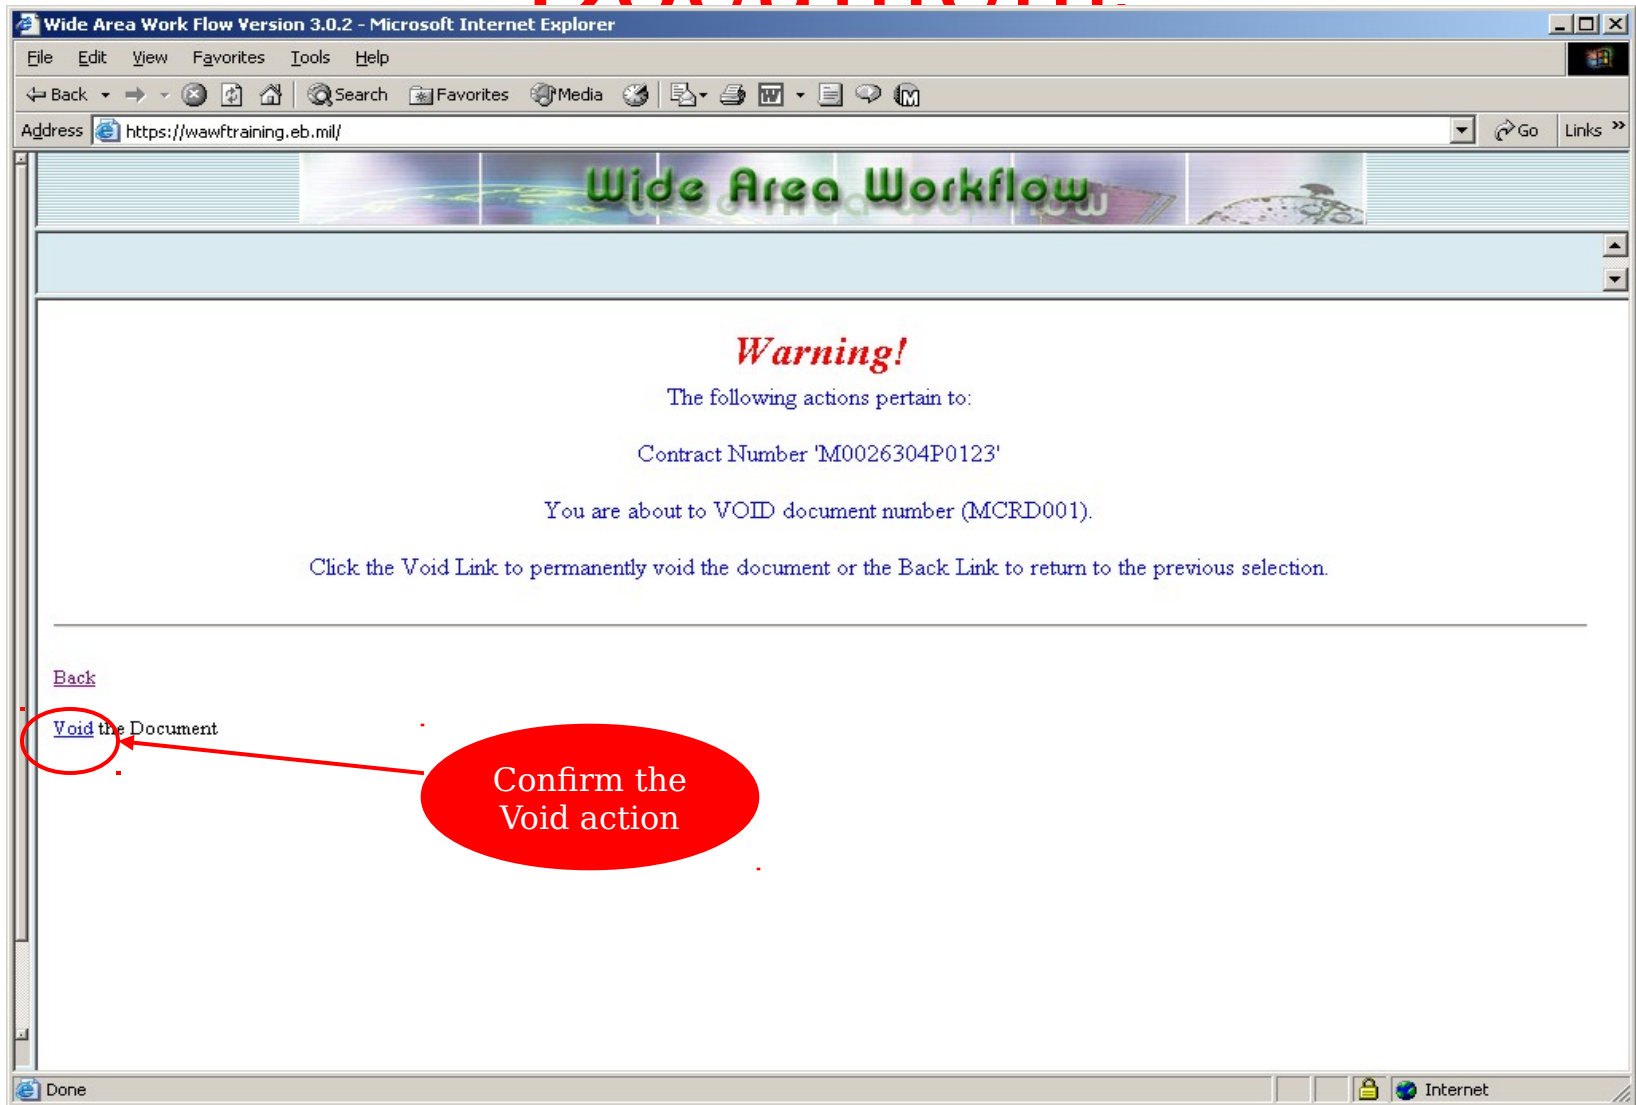 Document.
Wide Area Work Flow Version 3.0.2 - Microsoft Internet Explorer
File Edit View Favorites Tools Help
Back Search Favorites Media
Address https://wawftraining.eb.mil/ Go Links »
Wide Area Workflow
Warning!
The following actions pertain to:
Contract Number 'M0026304P0123'
You are about to VOID document number (MCRD001).
Click the Void Link to permanently void the document or the Back Link to return to the previous selection.
Back
Void the Document
Confirm the
Void action
Done Internet